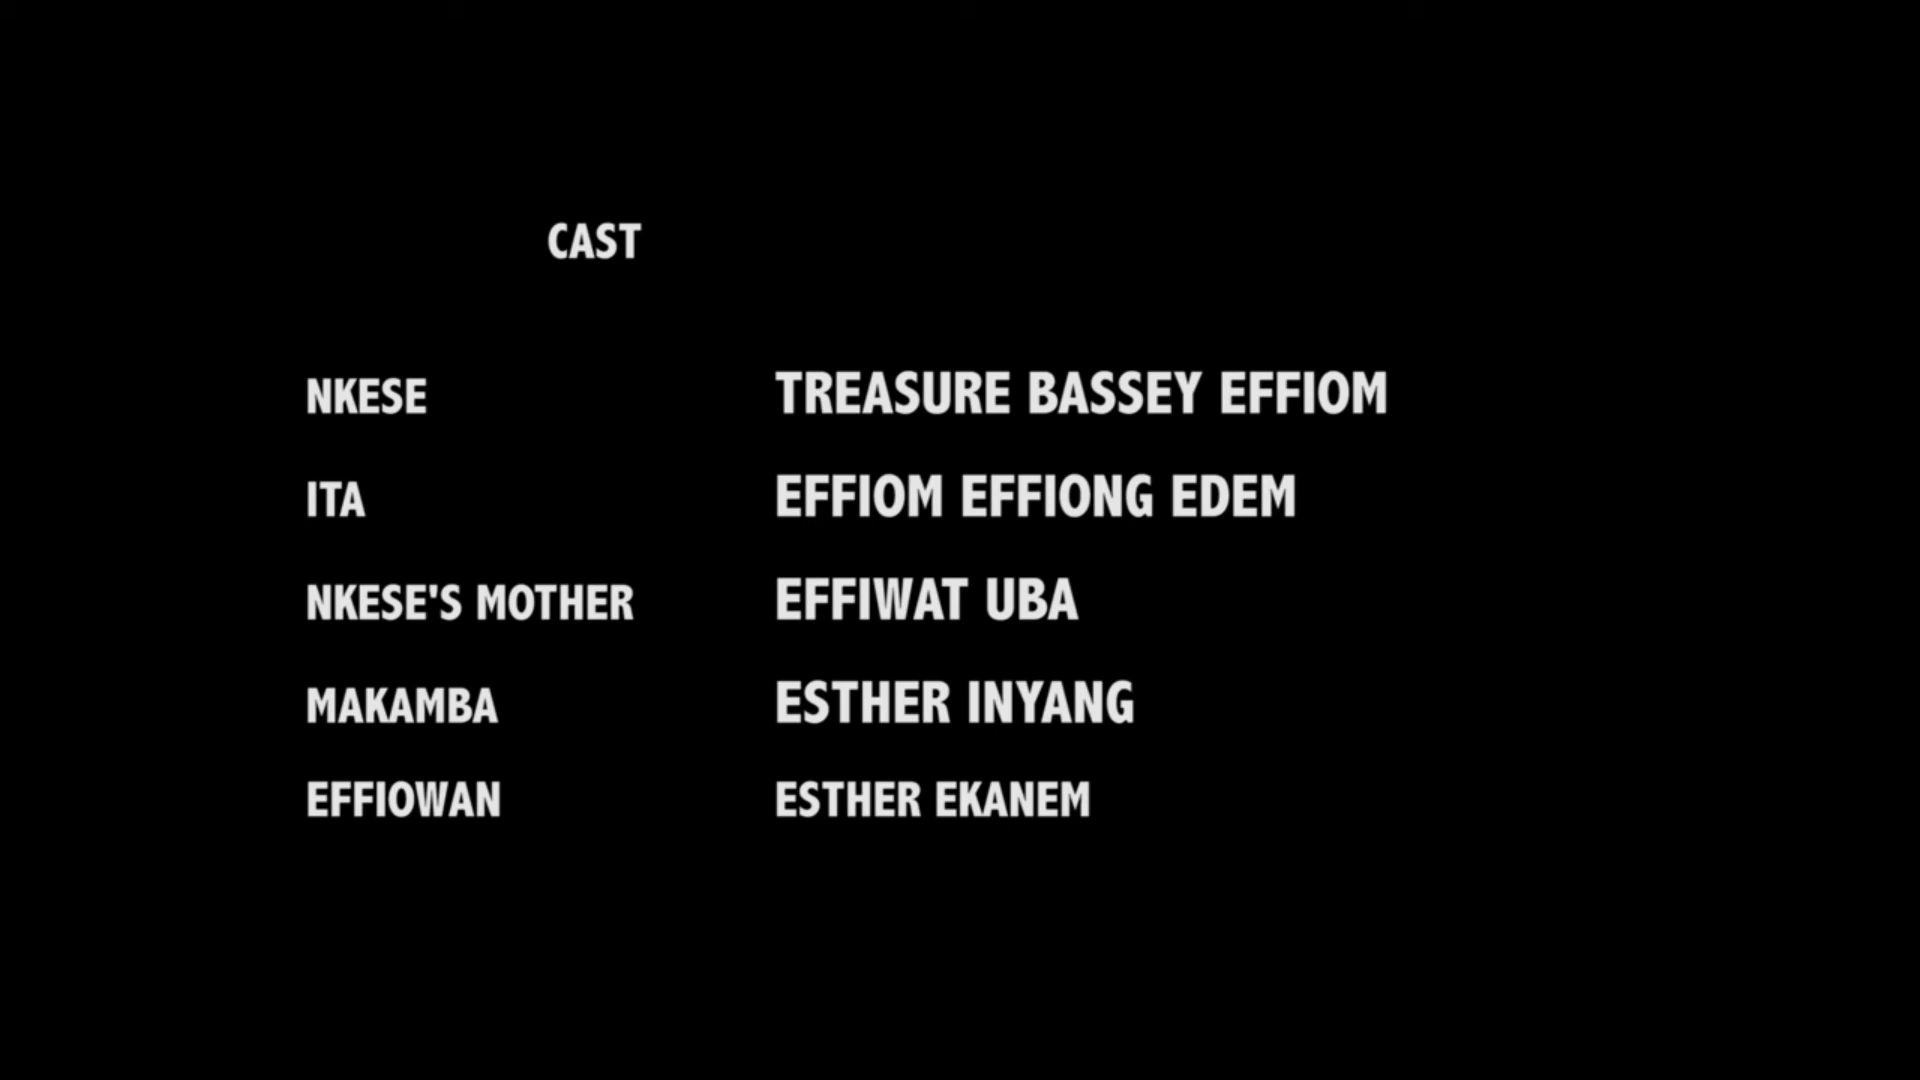 CAST
NKESE TREASURE BASSEY EFFIOM
ITA EFFIOM EFFIONG EDEM
NKESE'S MOTHER EFFIWAT UBA
MAKAMBA ESTHER INYANG
EFFIOWAN ESTHER EKANEM